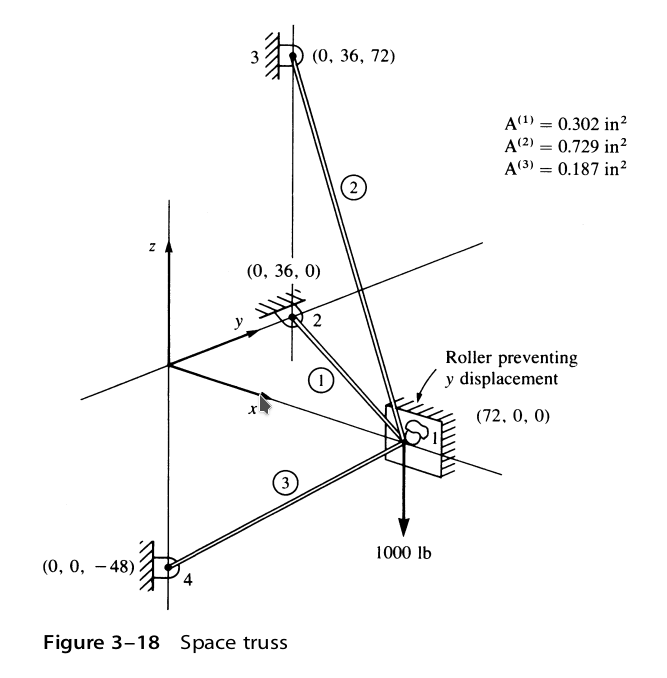 3
(0, 36, 72)
A(1) = 0.302 in2
A(2) = 0.729 in2
A(3) = 0.187 in2
2
z
(0, 36, 0)
y
2
Roller preventing
y displacement
1
x
(72, 0, 0)
1
3
1000 lb
(0, 0, −48)
4
Figure 3–18 Space truss